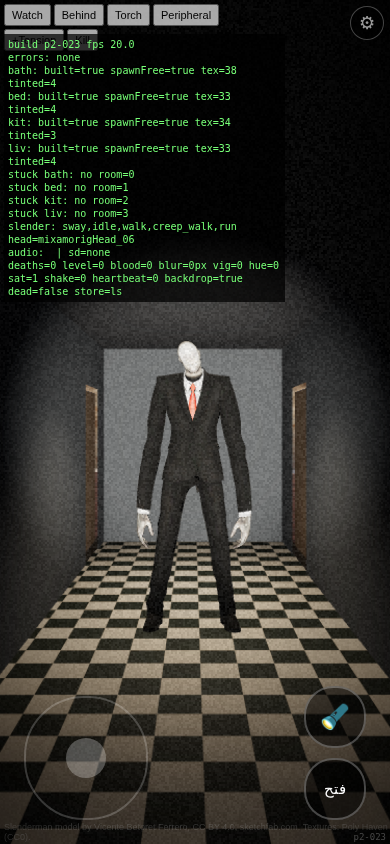 Watch Behind Torch Peripheral
build p2-023 fps 20.0
errors: none
bath: built=true spawnFree=true tex=38
tinted=4
bed: built=true spawnFree=true tex=33
tinted=4
kit: built=true spawnFree=true tex=34
tinted=3
liv: built=true spawnFree=true tex=33
tinted=4
stuck bath: no room=0
stuck bed: no room=1
stuck kit: no room=2
stuck liv: no room=3
slender: sway,idle,walk,creep_walk,run
head=mixamorigHead_06
audio: | sd=none
deaths=0 level=0 blood=0 blur=0px vig=0 hue=0
sat=1 shake=0 heartbeat=0 backdrop=true
dead=false store=ls
فتح
p2-023